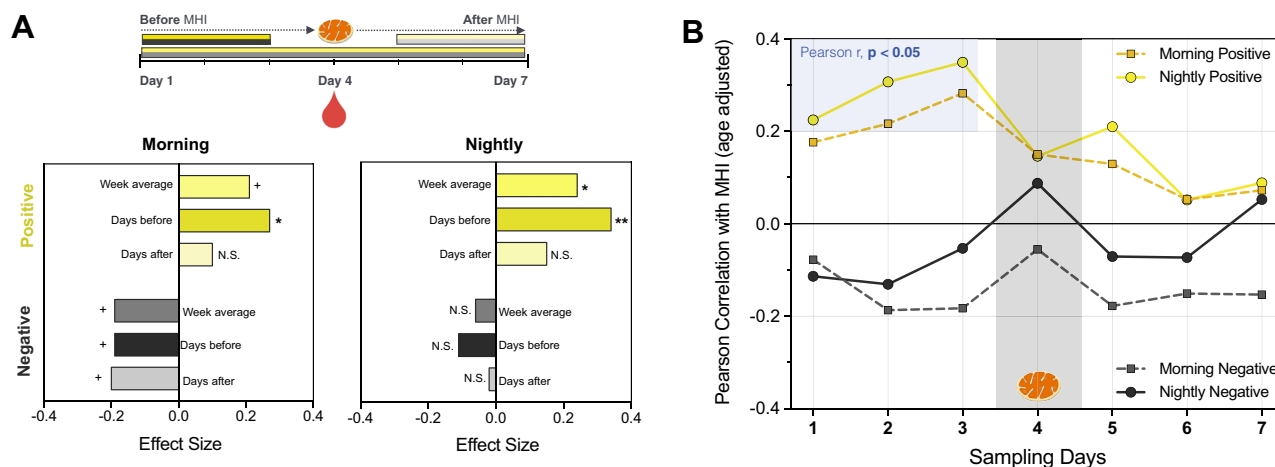 A
Before MHI
After MHI
Day 1
Day 4
Day 7
Morning
Positive
Week average
+
Days before
*
Days after
N.S.
Negative
+
Week average
+
Days before
+
Days after
-0.4
-0.2
0.0
0.2
0.4
Effect Size
Nightly
Week average
*
Days before
**
Days after
N.S.
N.S.
Week average
N.S.
Days before
N.S.
Days after
-0.4
-0.2
0.0
0.2
0.4
Effect Size
B
Pearson Correlation with MHI (age adjusted)
0.4
0.2
0.0
-0.2
-0.4
Pearson r, p < 0.05
Morning Positive
Nightly Positive
Morning Negative
Nightly Negative
1
2
3
4
5
6
7
Sampling Days